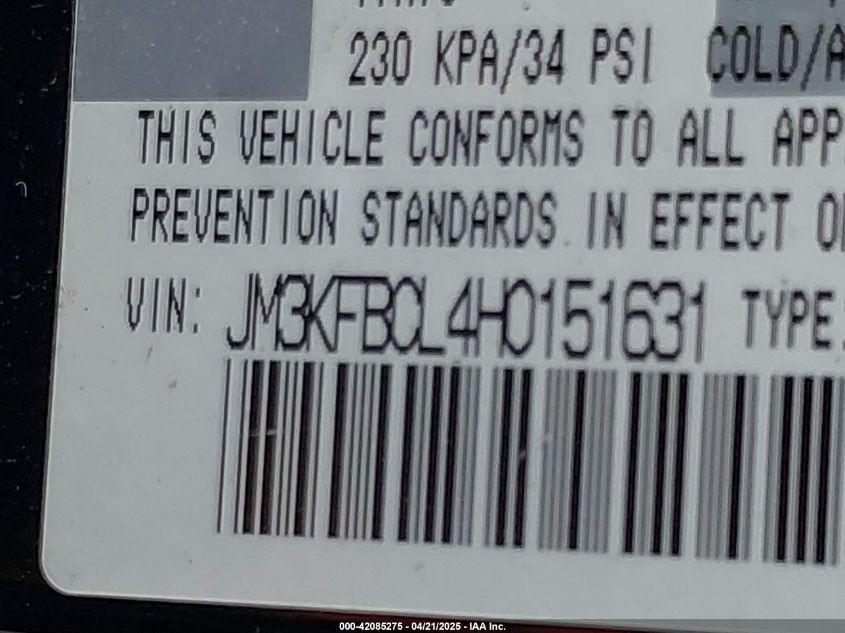 230 KPA/34 PSI COLD/A
THIS VEHICLE CONFORMS TO ALL APP
PREVENTION STANDARDS IN EFFECT O
VIN: JM3KFBCL4H0151631 TYPE:
000-42085275 - 04/21/2025 - IAA Inc.